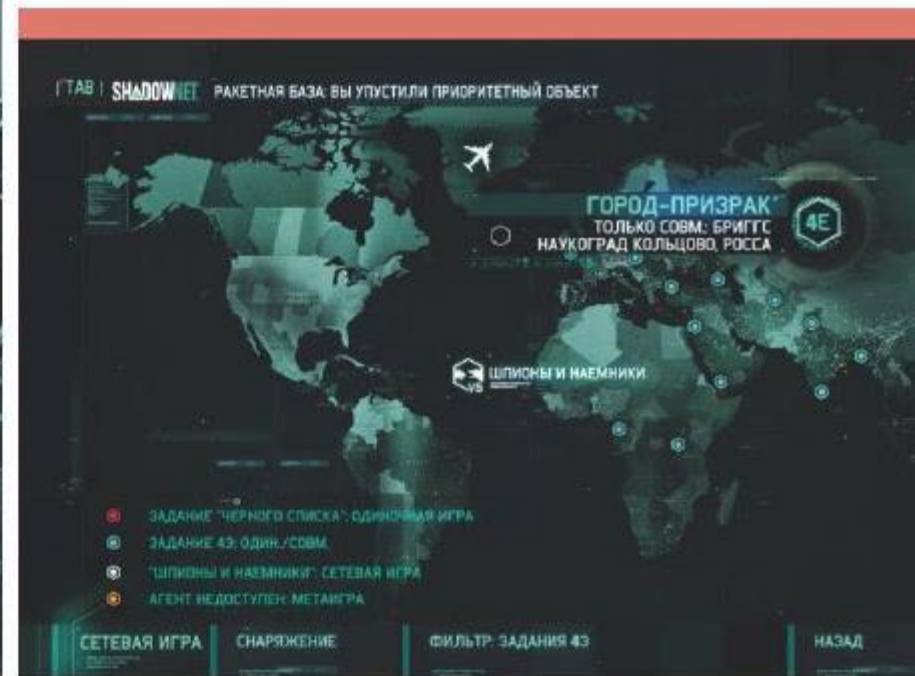 [ TAB ] SHADOWNET РАКЕТНАЯ БАЗА: ВЫ УПУСТИЛИ ПРИОРИТЕТНЫЙ ОБЪЕКТ
ГОРОД-ПРИЗРАК
4E
ТОЛЬКО СОВМ.: БРИГГС
НАУКОГРАД КОЛЬЦОВО, РОССА
ШПИОНЫ И НАЕМНИКИ
VS
ЗАДАНИЕ "ЧЕРНОГО СПИСКА": ОДИНОЧНАЯ ИГРА
ЗАДАНИЕ 4Э: ОДИН./СОВМ.
"ШПИОНЫ И НАЕМНИКИ": СЕТЕВАЯ ИГРА
АГЕНТ НЕДОСТУПЕН: МЕТАИГРА
СЕТЕВАЯ ИГРА СНАРЯЖЕНИЕ ФИЛЬТР: ЗАДАНИЯ 4Э НАЗАД